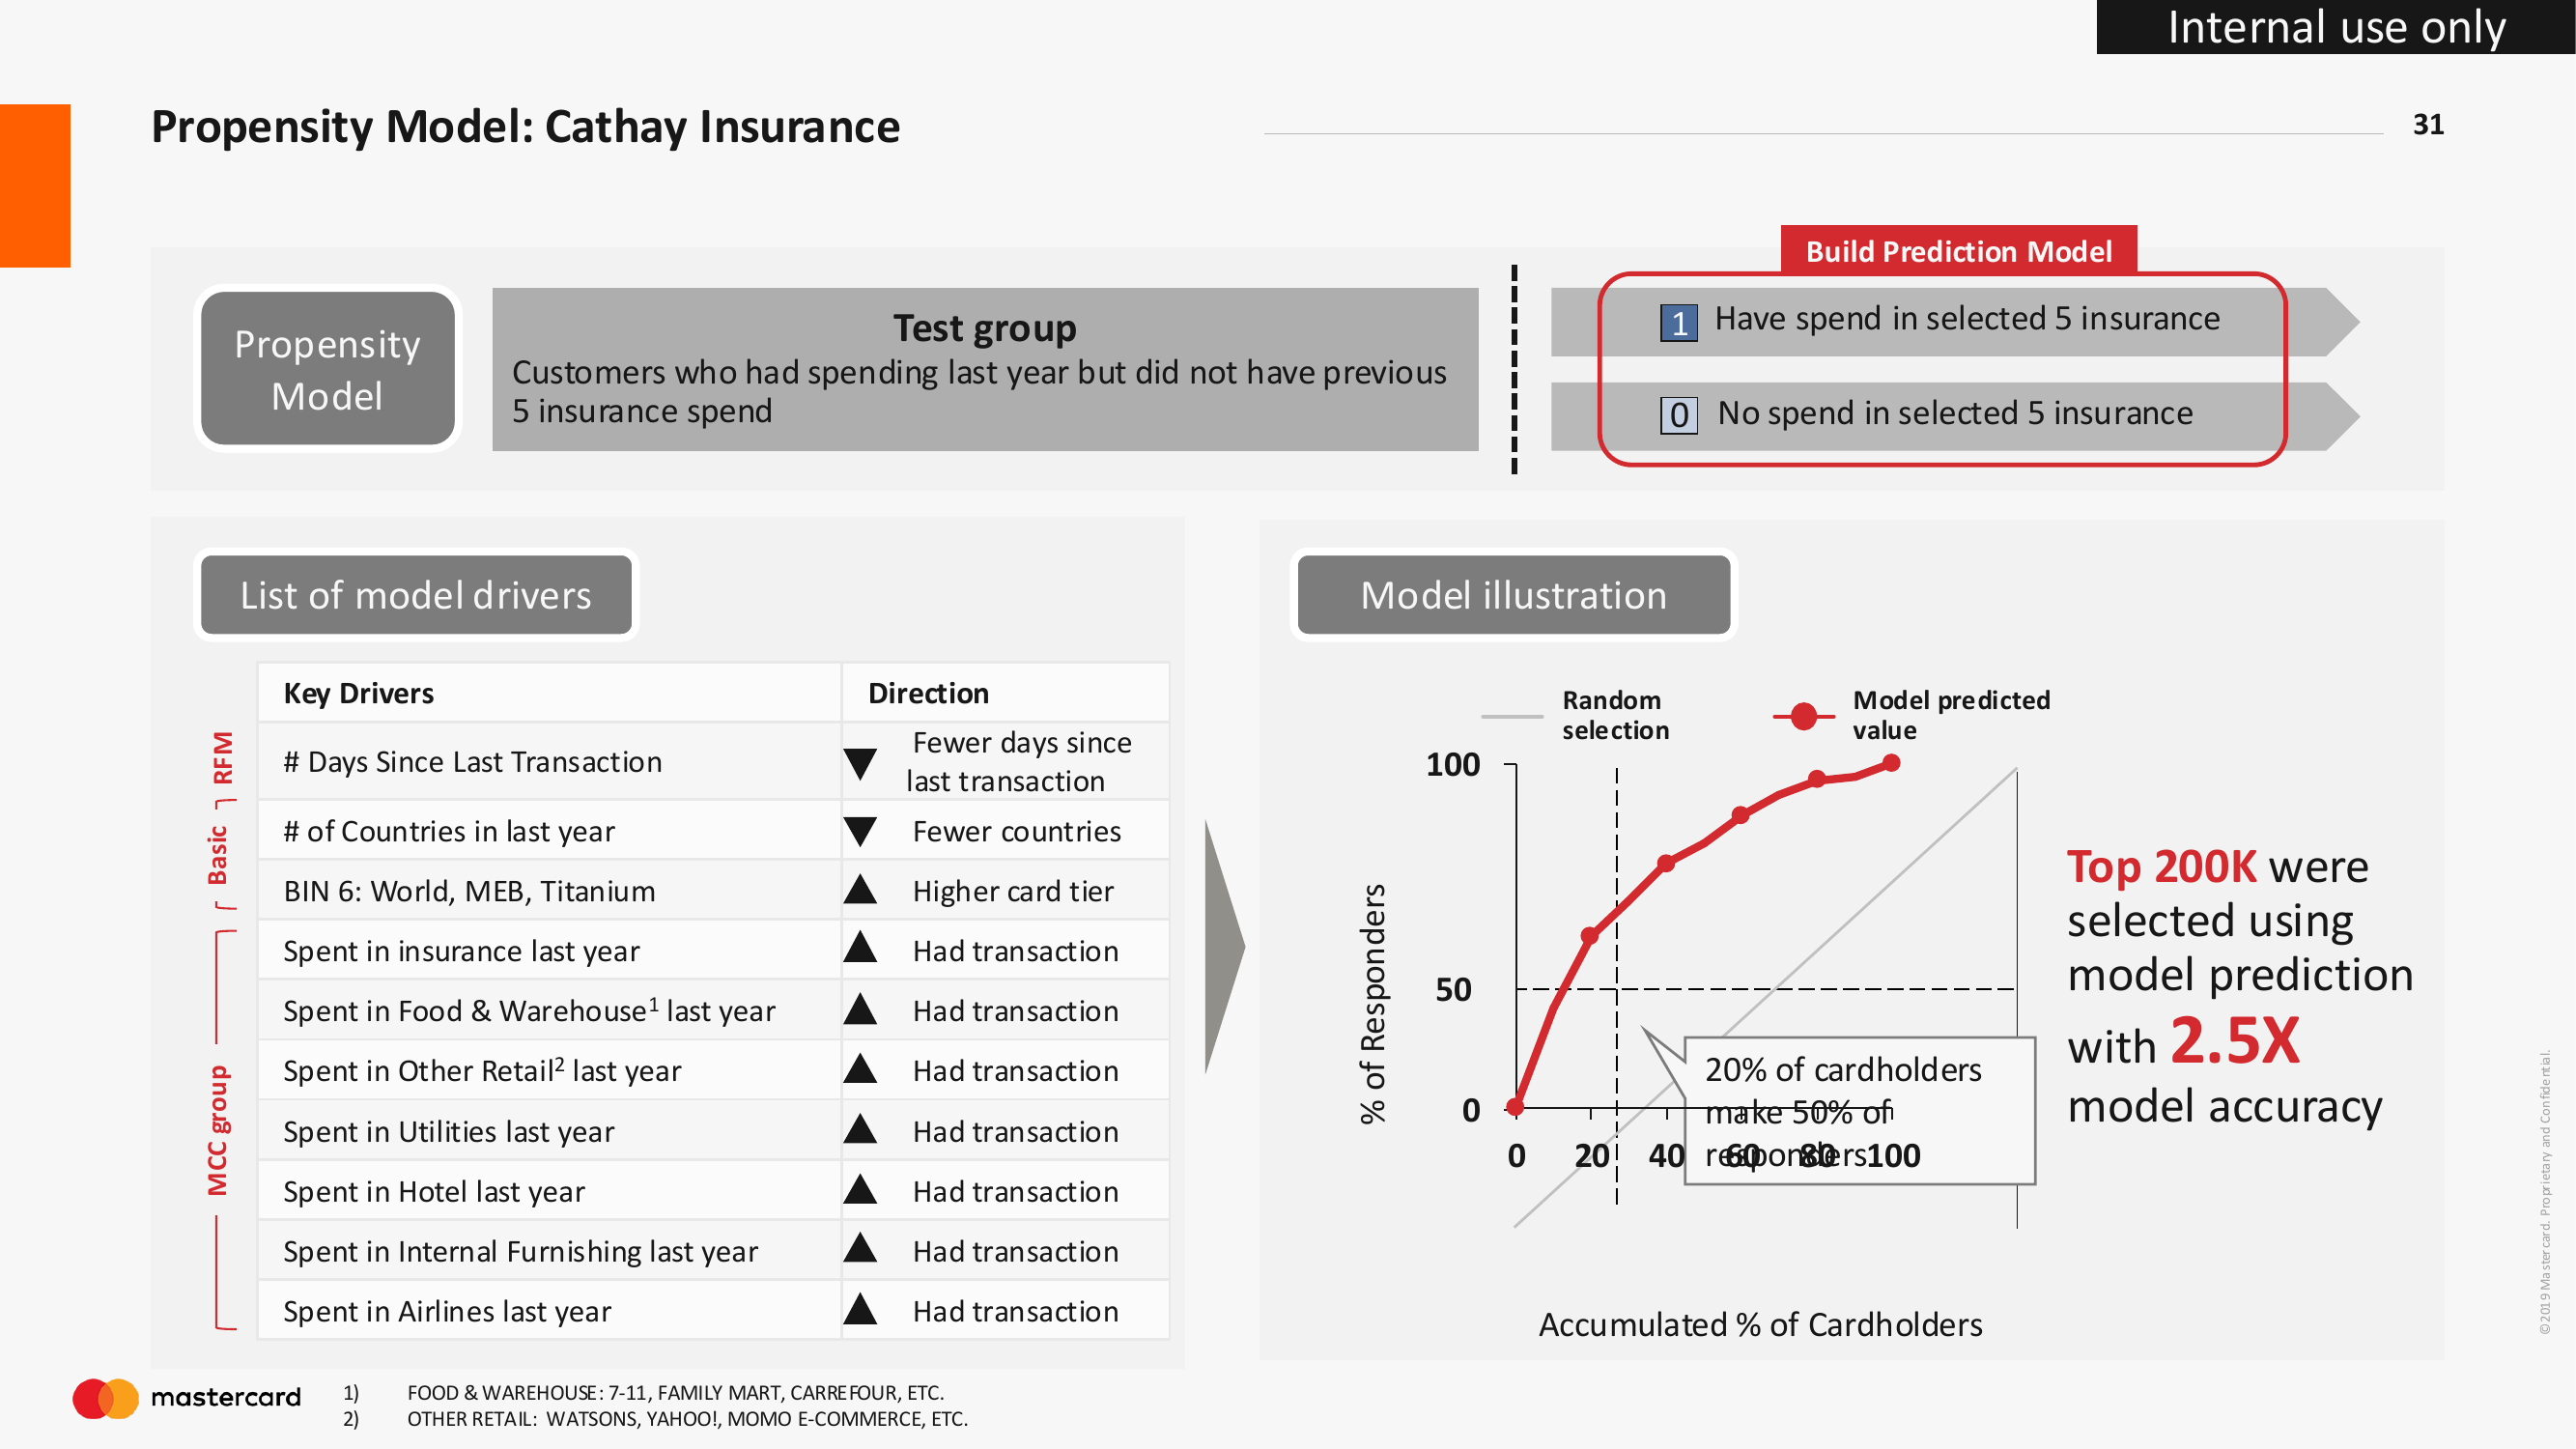 Internal use only
Propensity Model: Cathay Insurance
31
Build Prediction Model
Propensity
Model
Test group
Customers who had spending last year but did not have previous
5 insurance spend
1 Have spend in selected 5 insurance
0 No spend in selected 5 insurance
List of model drivers
Key Drivers Direction
RFM
# Days Since Last Transaction ▼ Fewer days since
last transaction
Basic
# of Countries in last year ▼ Fewer countries
BIN 6: World, MEB, Titanium ▲ Higher card tier
MCC group
Spent in insurance last year ▲ Had transaction
Spent in Food & Warehouse¹ last year ▲ Had transaction
Spent in Other Retail² last year ▲ Had transaction
Spent in Utilities last year ▲ Had transaction
Spent in Hotel last year ▲ Had transaction
Spent in Internal Furnishing last year ▲ Had transaction
Spent in Airlines last year ▲ Had transaction
Model illustration
Random
selection
Model predicted
value
% of Responders
100
50
0
0 20 40 60 80 100
20% of cardholders
make 50% of
responders
Accumulated % of Cardholders
Top 200K were
selected using
model prediction
with 2.5X
model accuracy
©2019 Mastercard. Proprietary and Confidential.
mastercard
1) FOOD & WAREHOUSE: 7-11, FAMILY MART, CARREFOUR, ETC.
2) OTHER RETAIL: WATSONS, YAHOO!, MOMO E-COMMERCE, ETC.